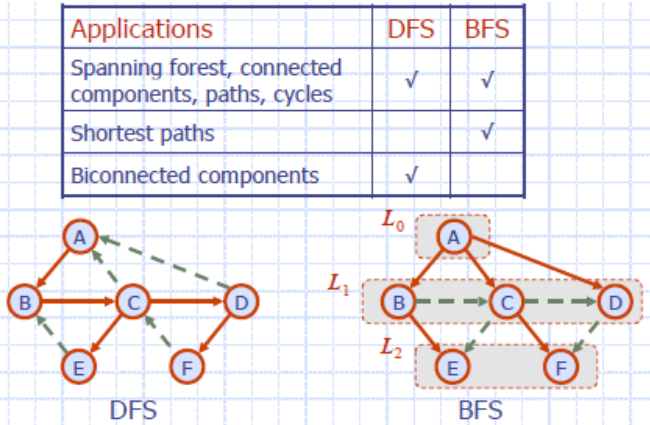 Applications DFS BFS
Spanning forest, connected
components, paths, cycles √ √
Shortest paths √
Biconnected components √
L0
A A
L1
B C D B C D
L2
E F E F
DFS BFS